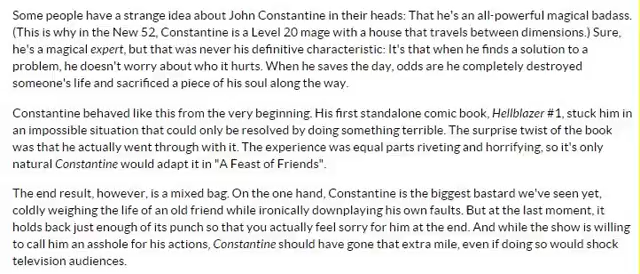 Some people have a strange idea about John Constantine in their heads: That he's an all-powerful magical badass.
(This is why in the New 52, Constantine is a Level 20 mage with a house that travels between dimensions.) Sure,
he's a magical expert, but that was never his definitive characteristic: It's that when he finds a solution to a
problem, he doesn't worry about who it hurts. When he saves the day, odds are he completely destroyed
someone's life and sacrificed a piece of his soul along the way.
Constantine behaved like this from the very beginning. His first standalone comic book, Hellblazer #1, stuck him in
an impossible situation that could only be resolved by doing something terrible. The surprise twist of the book
was that he actually went through with it. The experience was equal parts riveting and horrifying, so it's only
natural Constantine would adapt it in "A Feast of Friends".
The end result, however, is a mixed bag. On the one hand, Constantine is the biggest bastard we've seen yet,
coldly weighing the life of an old friend while ironically downplaying his own faults. But at the last moment, it
holds back just enough of its punch so that you actually feel sorry for him at the end. And while the show is willing
to call him an asshole for his actions, Constantine should have gone that extra mile, even if doing so would shock
television audiences.